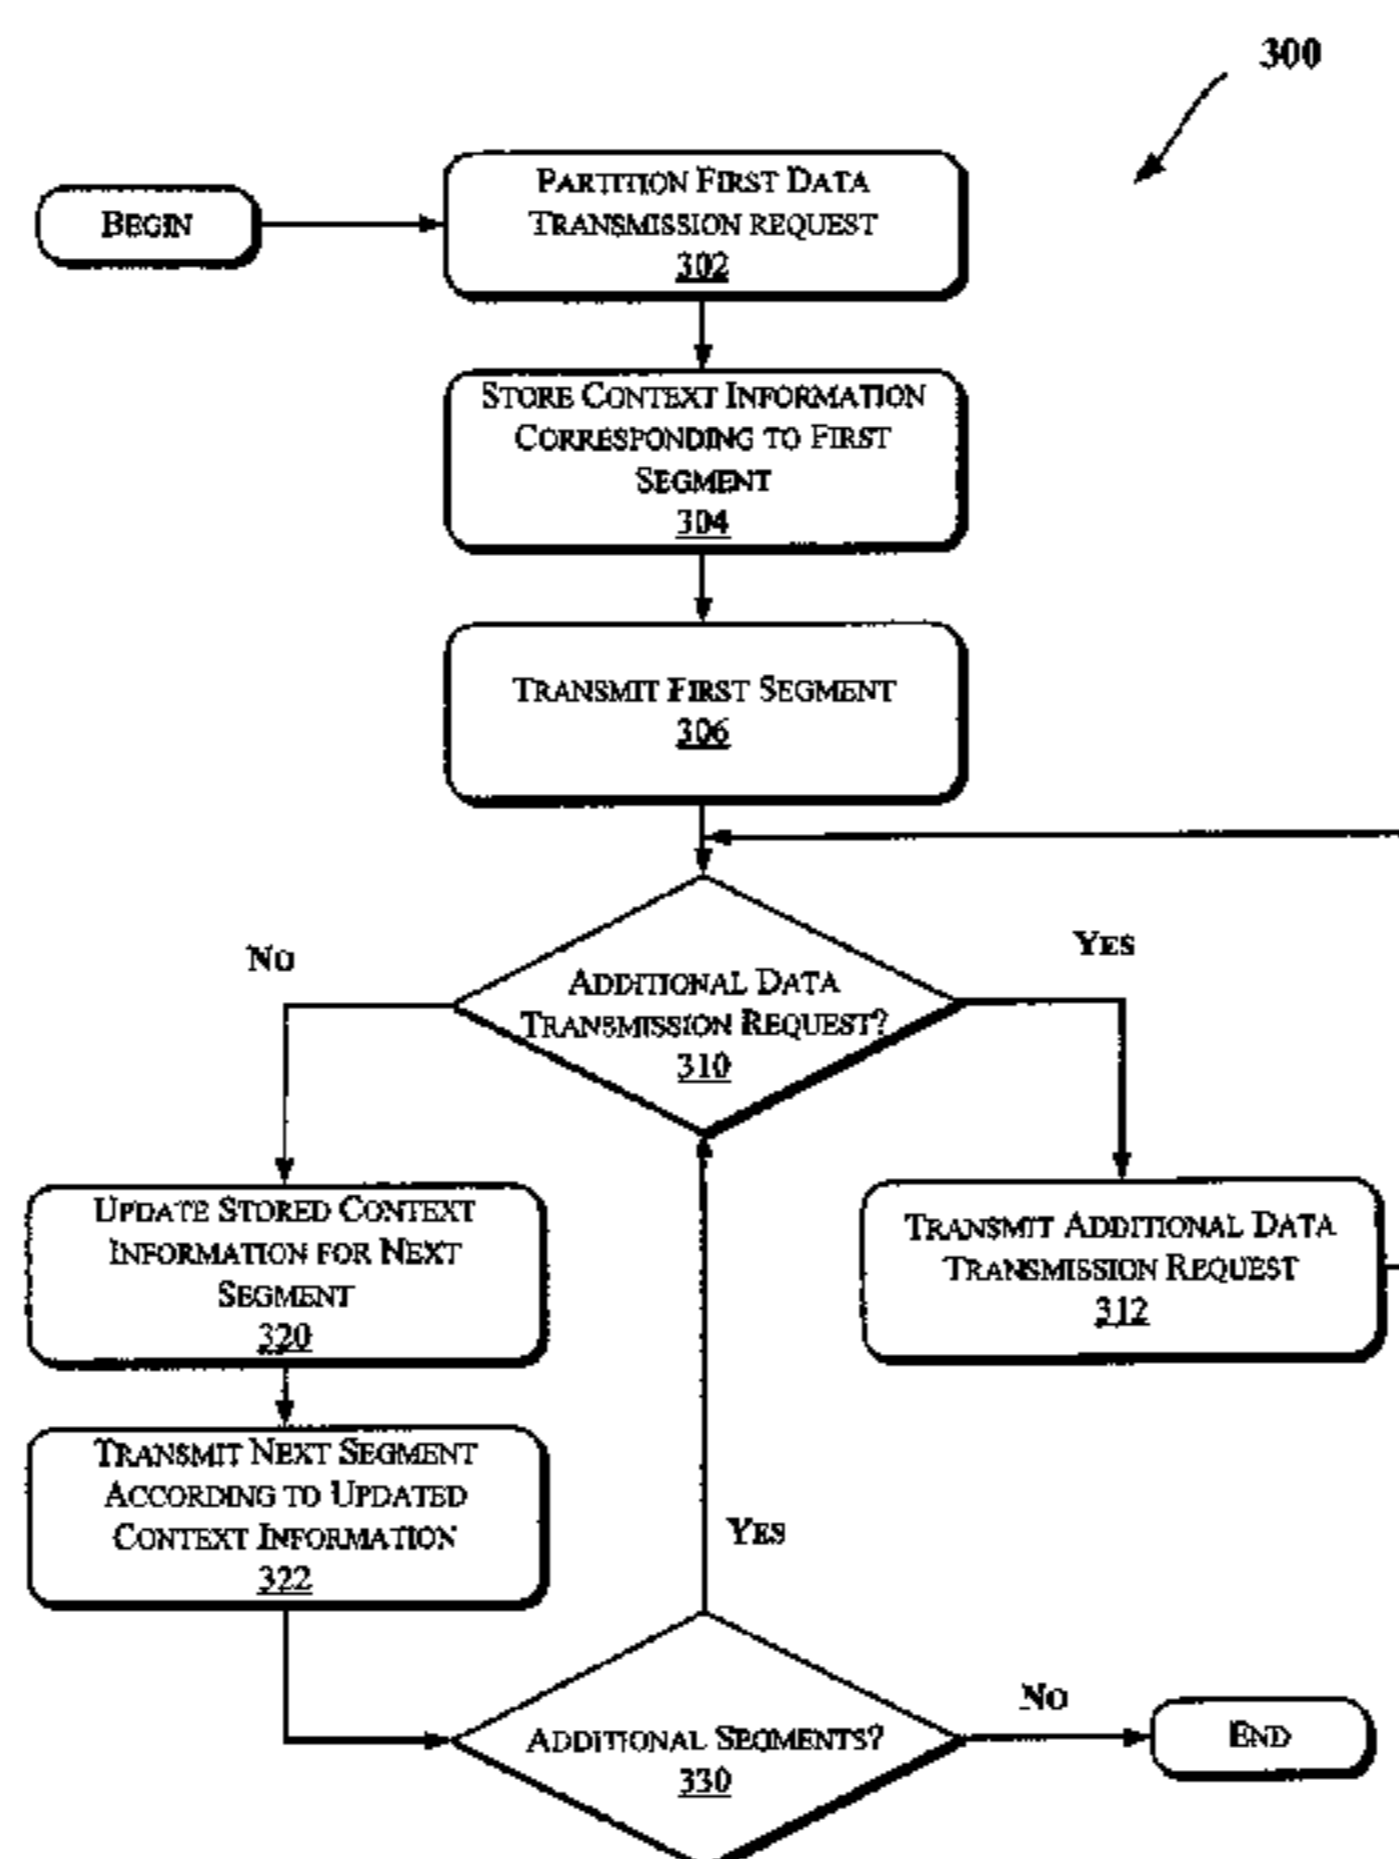 300
BEGIN
PARTITION FIRST DATA
TRANSMISSION REQUEST
302
STORE CONTEXT INFORMATION
CORRESPONDING TO FIRST
SEGMENT
304
TRANSMIT FIRST SEGMENT
306
NO
YES
ADDITIONAL DATA
TRANSMISSION REQUEST?
310
UPDATE STORED CONTEXT
INFORMATION FOR NEXT
SEGMENT
320
TRANSMIT ADDITIONAL DATA
TRANSMISSION REQUEST
312
TRANSMIT NEXT SEGMENT
ACCORDING TO UPDATED
CONTEXT INFORMATION
322
YES
ADDITIONAL SEGMENTS?
330
NO
END